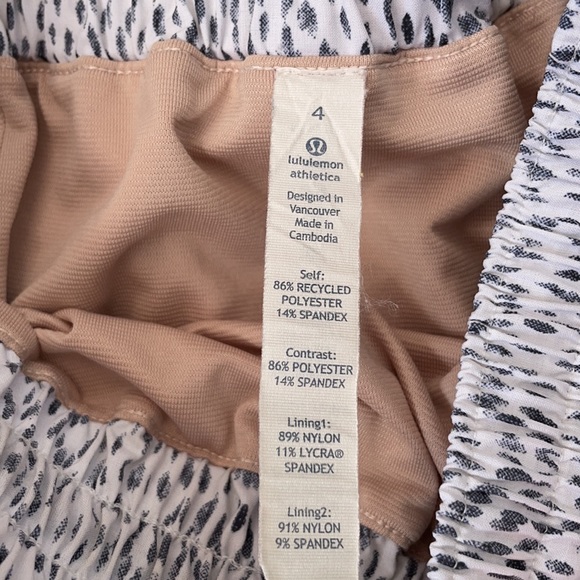 4
lululemon
athletica
Designed in
Vancouver
Made in
Cambodia
Self:
86% RECYCLED
POLYESTER
14% SPANDEX
Contrast:
86% POLYESTER
14% SPANDEX
Lining1:
89% NYLON
11% LYCRA®
SPANDEX
Lining2:
91% NYLON
9% SPANDEX